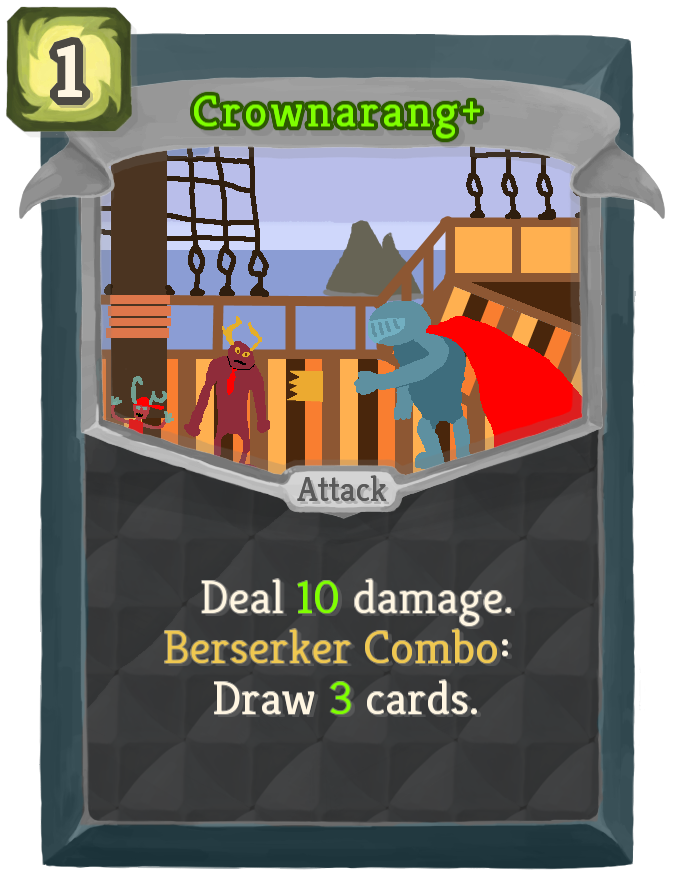 1
Crownarang+
Attack
Deal 10 damage.
Berserker Combo:
Draw 3 cards.